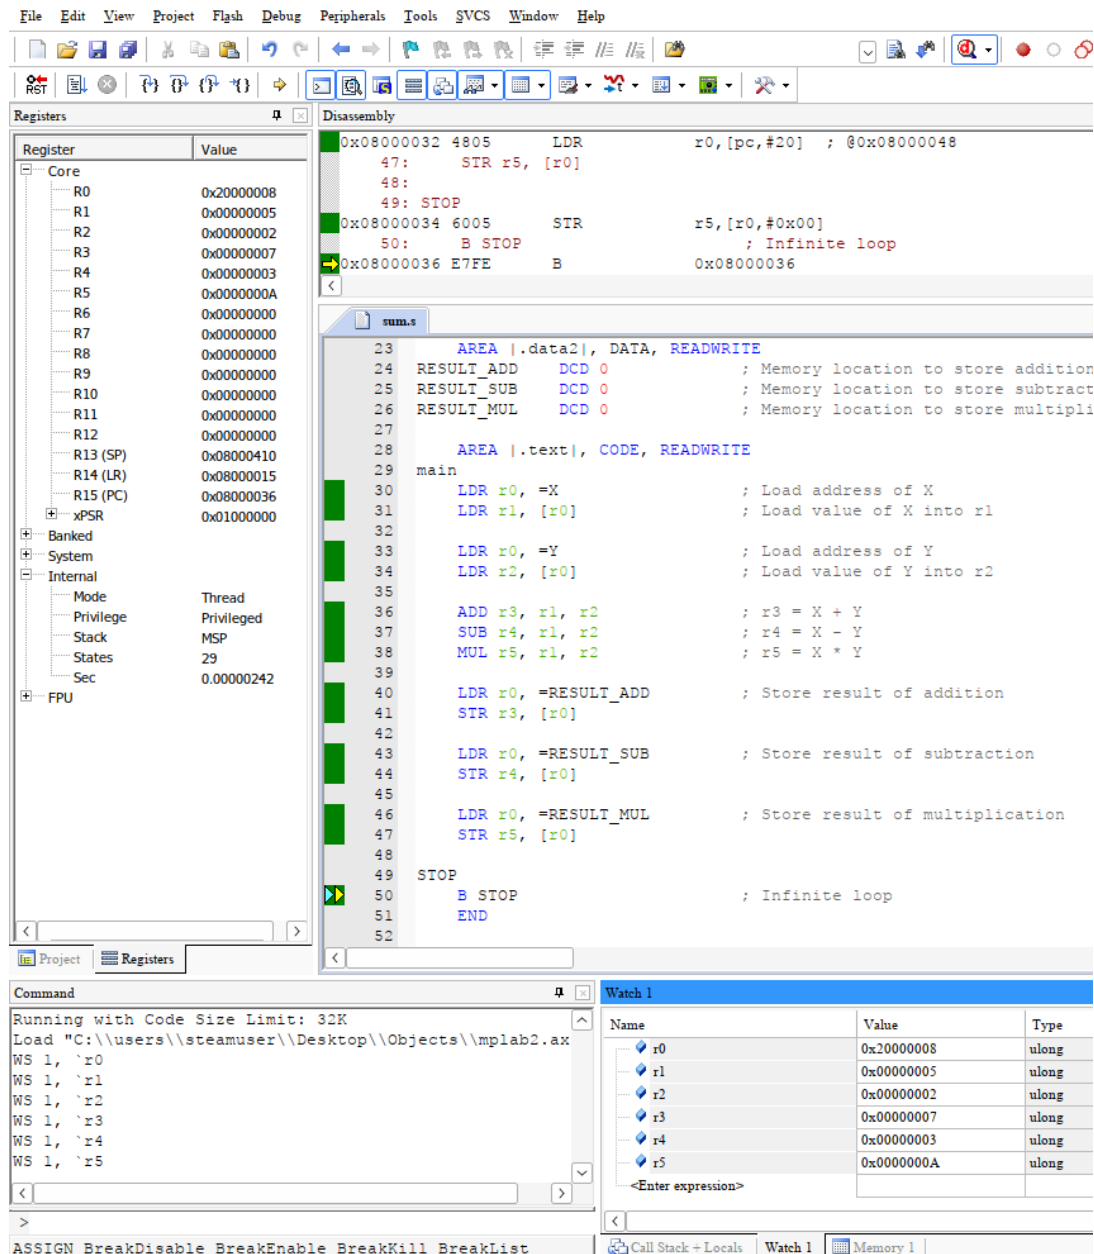 File Edit View Project Flash Debug Peripherals Tools SVCS Window Help
RST
Registers
Register Value
Core
R0 0x20000008
R1 0x00000005
R2 0x00000002
R3 0x00000007
R4 0x00000003
R5 0x0000000A
R6 0x00000000
R7 0x00000000
R8 0x00000000
R9 0x00000000
R10 0x00000000
R11 0x00000000
R12 0x00000000
R13 (SP) 0x08000410
R14 (LR) 0x08000015
R15 (PC) 0x08000036
xPSR 0x01000000
Banked
System
Internal
Mode Thread
Privilege Privileged
Stack MSP
States 29
Sec 0.00000242
FPU
Project Registers
Disassembly
0x08000032 4805 LDR r0,[pc,#20] ; @0x08000048
47: STR r5, [r0]
48:
49: STOP
0x08000034 6005 STR r5,[r0,#0x00]
50: B STOP ; Infinite loop
0x08000036 E7FE B 0x08000036
sum.s
23 AREA |.data2|, DATA, READWRITE
24 RESULT_ADD DCD 0 ; Memory location to store addition
25 RESULT_SUB DCD 0 ; Memory location to store subtract
26 RESULT_MUL DCD 0 ; Memory location to store multipli
27
28 AREA |.text|, CODE, READWRITE
29 main
30 LDR r0, =X ; Load address of X
31 LDR r1, [r0] ; Load value of X into r1
32
33 LDR r0, =Y ; Load address of Y
34 LDR r2, [r0] ; Load value of Y into r2
35
36 ADD r3, r1, r2 ; r3 = X + Y
37 SUB r4, r1, r2 ; r4 = X - Y
38 MUL r5, r1, r2 ; r5 = X * Y
39
40 LDR r0, =RESULT_ADD ; Store result of addition
41 STR r3, [r0]
42
43 LDR r0, =RESULT_SUB ; Store result of subtraction
44 STR r4, [r0]
45
46 LDR r0, =RESULT_MUL ; Store result of multiplication
47 STR r5, [r0]
48
49 STOP
50 B STOP ; Infinite loop
51 END
52
Command
Running with Code Size Limit: 32K
Load "C:\\users\\steamuser\\Desktop\\Objects\\mplab2.ax
WS 1, `r0
WS 1, `r1
WS 1, `r2
WS 1, `r3
WS 1, `r4
WS 1, `r5
>
ASSIGN BreakDisable BreakEnable BreakKill BreakList
Watch 1
Name Value Type
r0 0x20000008 ulong
r1 0x00000005 ulong
r2 0x00000002 ulong
r3 0x00000007 ulong
r4 0x00000003 ulong
r5 0x0000000A ulong
<Enter expression>
Call Stack + Locals Watch 1 Memory 1